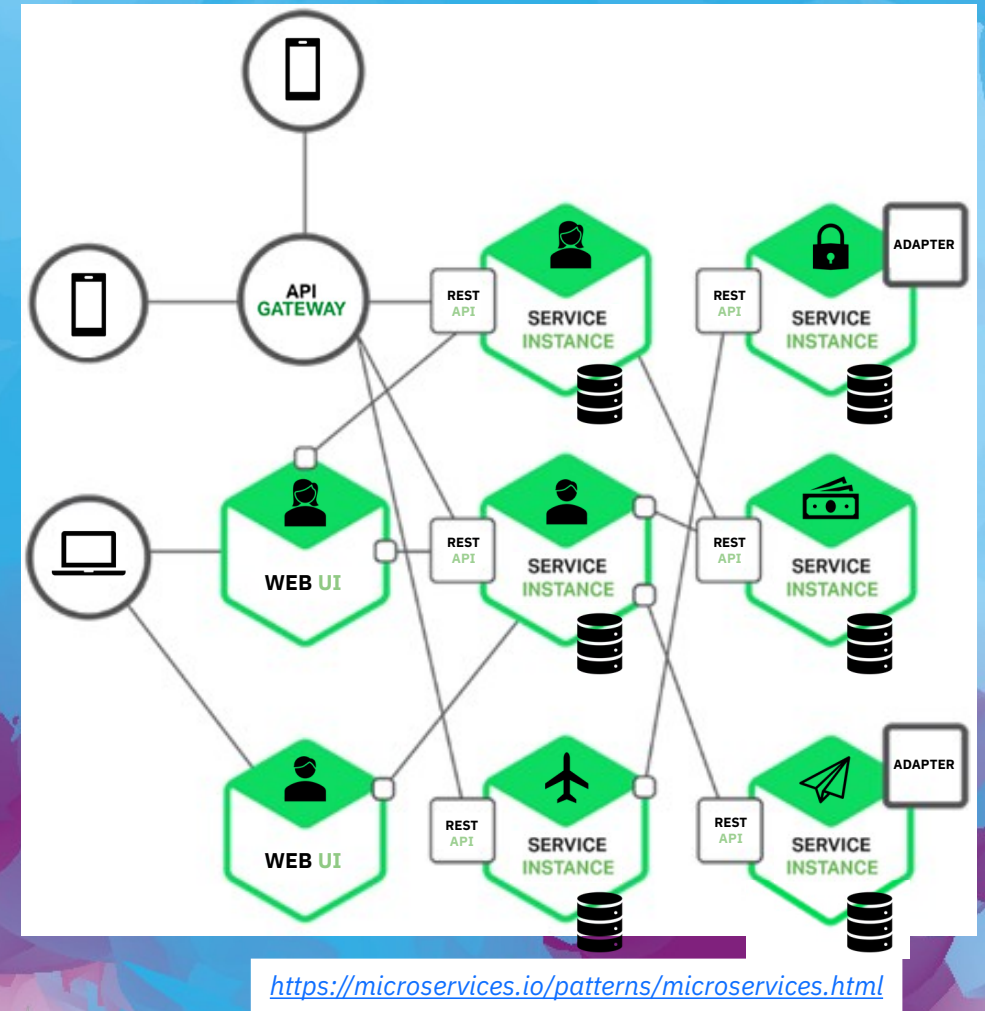 API
GATEWAY
REST
API
SERVICE
INSTANCE
REST
API
SERVICE
INSTANCE
ADAPTER
WEB UI
REST
API
SERVICE
INSTANCE
REST
API
SERVICE
INSTANCE
WEB UI
REST
API
SERVICE
INSTANCE
REST
API
SERVICE
INSTANCE
ADAPTER
https://microservices.io/patterns/microservices.html